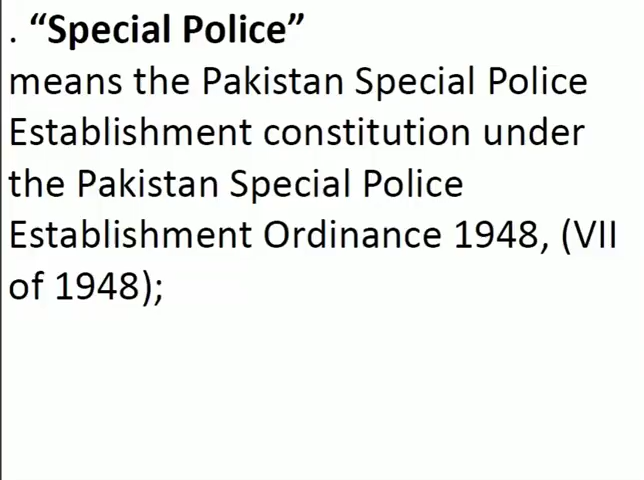 . “Special Police”
means the Pakistan Special Police
Establishment constitution under
the Pakistan Special Police
Establishment Ordinance 1948, (VII
of 1948);